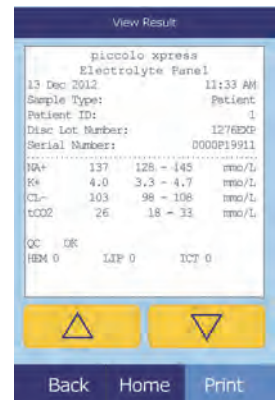 View Result
piccolo xpress
Electrolyte Panel
13 Dec 2012 11:33 AM
Sample Type: Patient
Patient ID: 1
Disc Lot Number: 1276EXP
Serial Number: 0000P19911
NA+ 137 128 - 145 mmo/L
K+ 4.0 3.3 - 4.7 mmo/L
CL- 103 98 - 108 mmo/L
tCO2 26 18 - 33 mmo/L
QC OK
HEM 0 LIP 0 ICT 0
Back Home Print